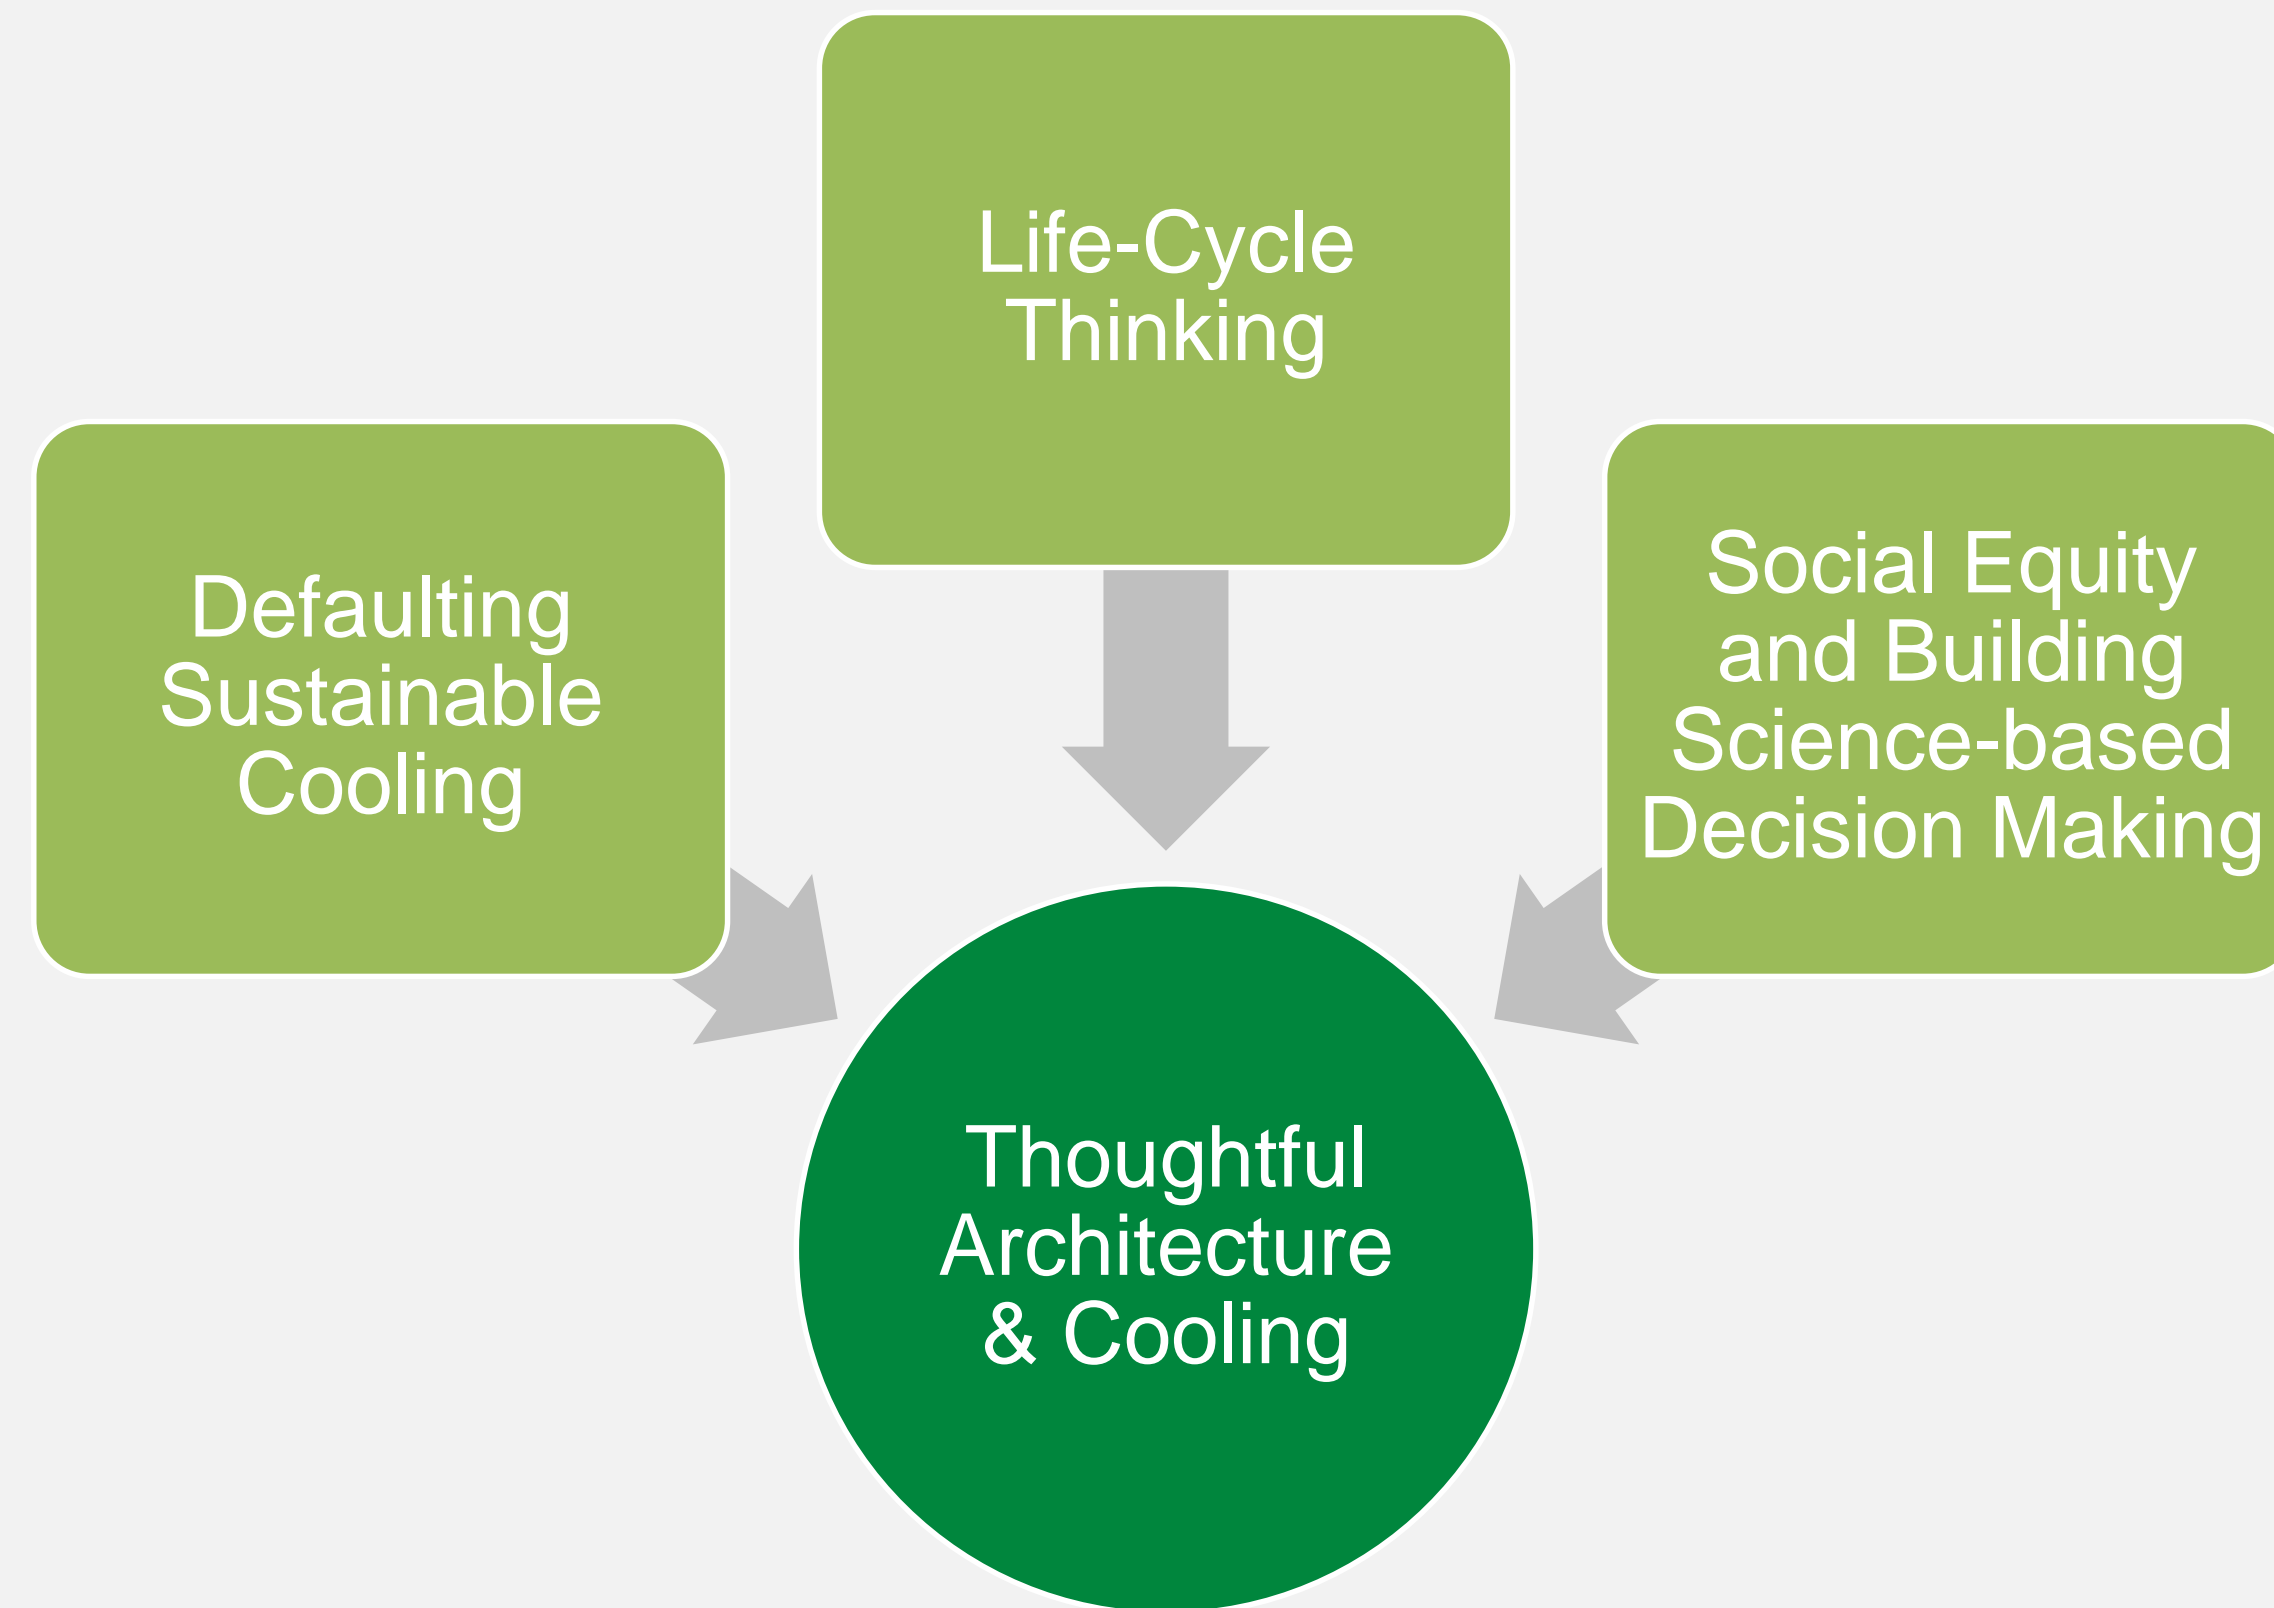 Life-Cycle
Thinking
Defaulting
Sustainable
Cooling
Social Equity
and Building
Science-based
Decision Making
Thoughtful
Architecture
& Cooling